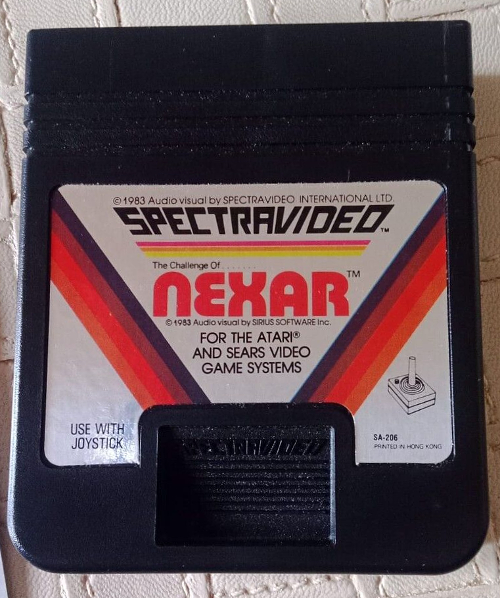 © 1983 Audio visual by SPECTRAVIDEO INTERNATIONAL LTD.
SPECTRAVIDEO™
The Challenge Of .......
NEXAR™
© 1983 Audio visual by SIRIUS SOFTWARE Inc.
FOR THE ATARI®
AND SEARS VIDEO
GAME SYSTEMS
USE WITH
JOYSTICK
SA-206
PRINTED IN HONG KONG
SPECTRAVIDEO